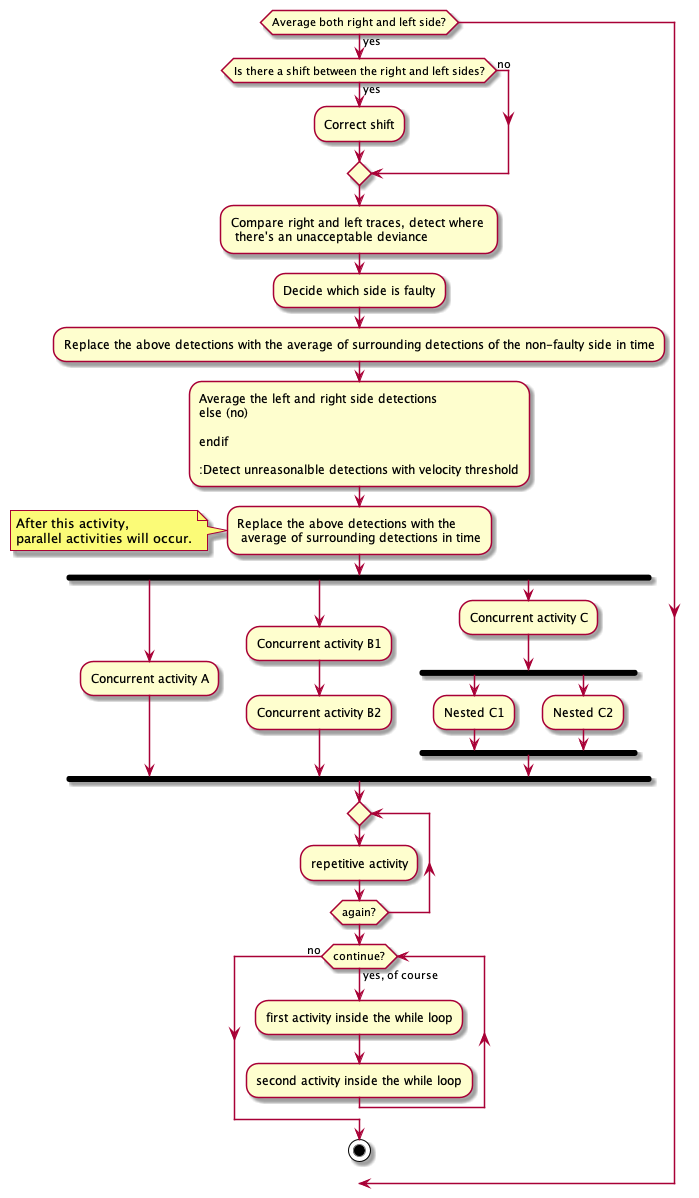 Average both right and left side?
yes
Is there a shift between the right and left sides?
no
yes
Correct shift
Compare right and left traces, detect where
there's an unacceptable deviance
Decide which side is faulty
Replace the above detections with the average of surrounding detections of the non-faulty side in time
Average the left and right side detections
else (no)
endif
:Detect unreasonalble detections with velocity threshold
After this activity,
parallel activities will occur.
Replace the above detections with the
average of surrounding detections in time
Concurrent activity C
Concurrent activity B1
Concurrent activity A
Concurrent activity B2
Nested C1
Nested C2
repetitive activity
again?
no
continue?
yes, of course
first activity inside the while loop
second activity inside the while loop